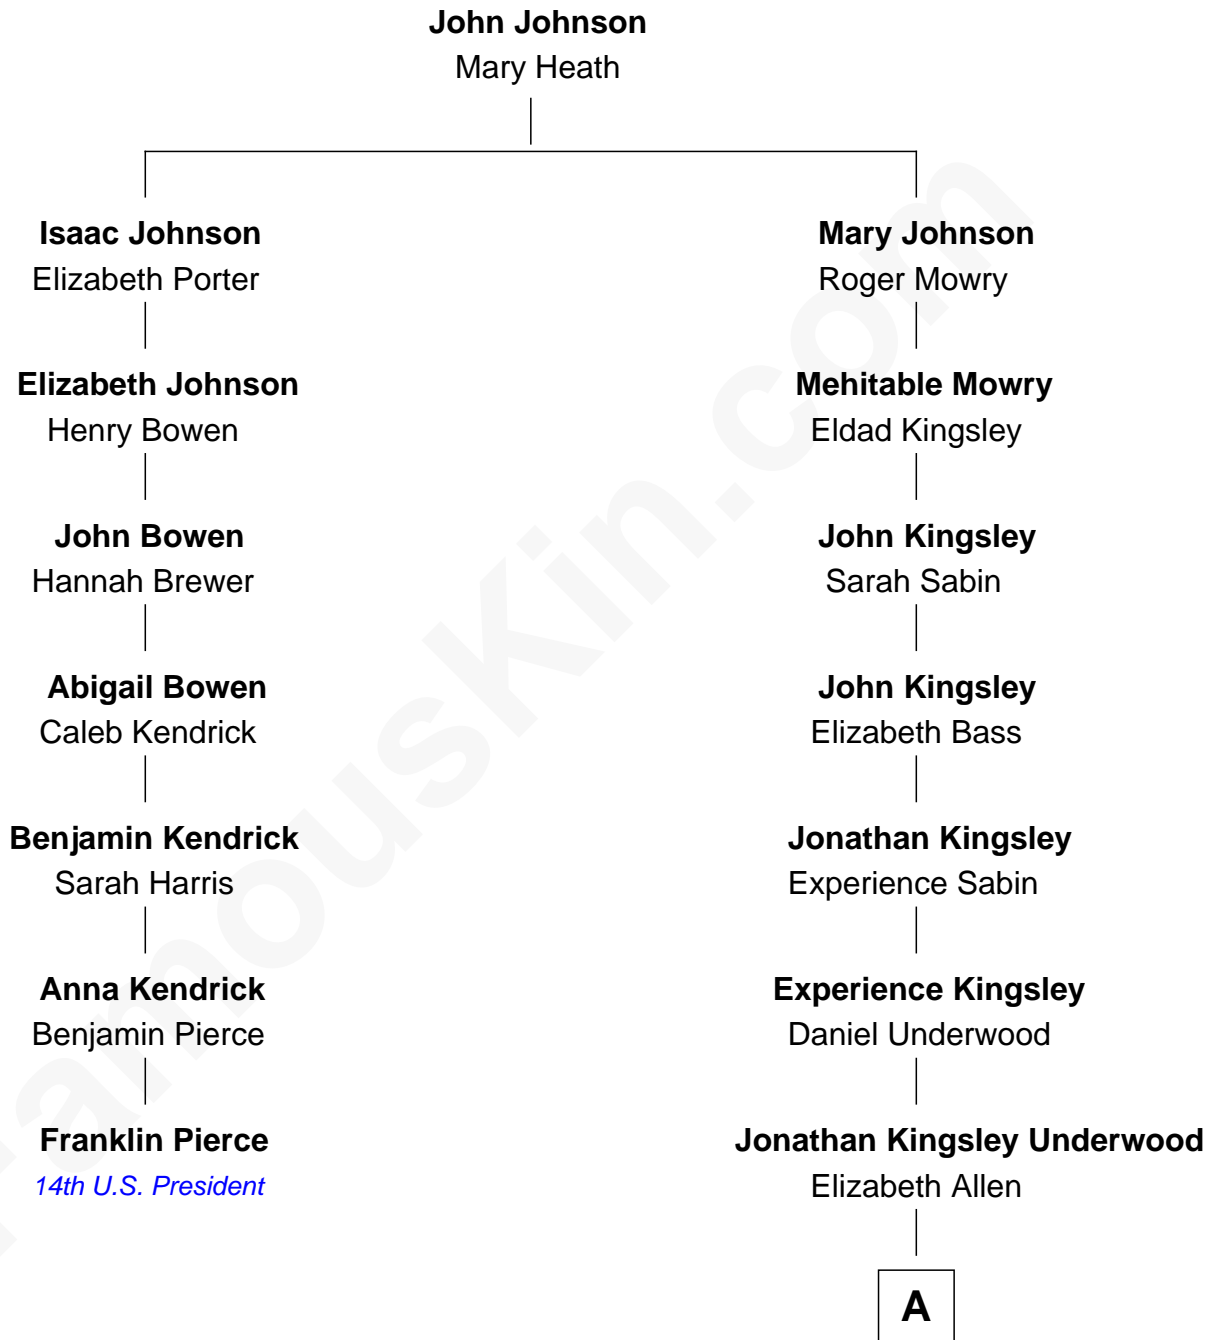 John Johnson
Mary Heath
Isaac Johnson
Elizabeth Porter
Mary Johnson
Roger Mowry
Elizabeth Johnson
Henry Bowen
Mehitable Mowry
Eldad Kingsley
John Bowen
Hannah Brewer
John Kingsley
Sarah Sabin
Abigail Bowen
Caleb Kendrick
John Kingsley
Elizabeth Bass
Benjamin Kendrick
Sarah Harris
Jonathan Kingsley
Experience Sabin
Anna Kendrick
Benjamin Pierce
Experience Kingsley
Daniel Underwood
Franklin Pierce
14th U.S. President
Jonathan Kingsley Underwood
Elizabeth Allen
A
FamousKin.com